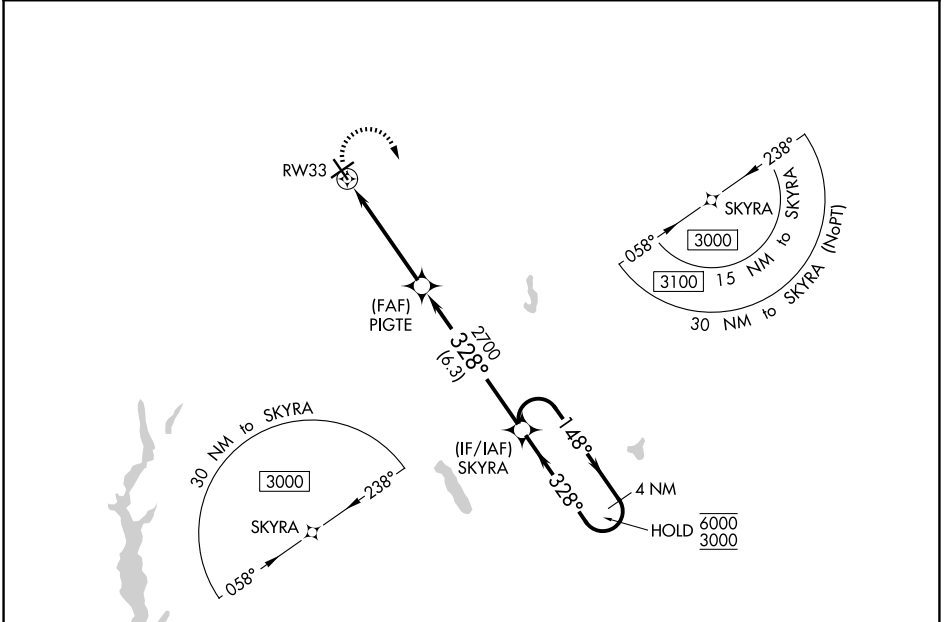 RW33
(FAF)
PIGTE
2700
328°
(6.3)
(IF/IAF)
SKYRA
148°
328°
4 NM
HOLD 6000
3000
238°
SKYRA
058°
3000
3100
15 NM to SKYRA
30 NM to SKYRA (NoPT)
30 NM to SKYRA
3000
238°
SKYRA
058°